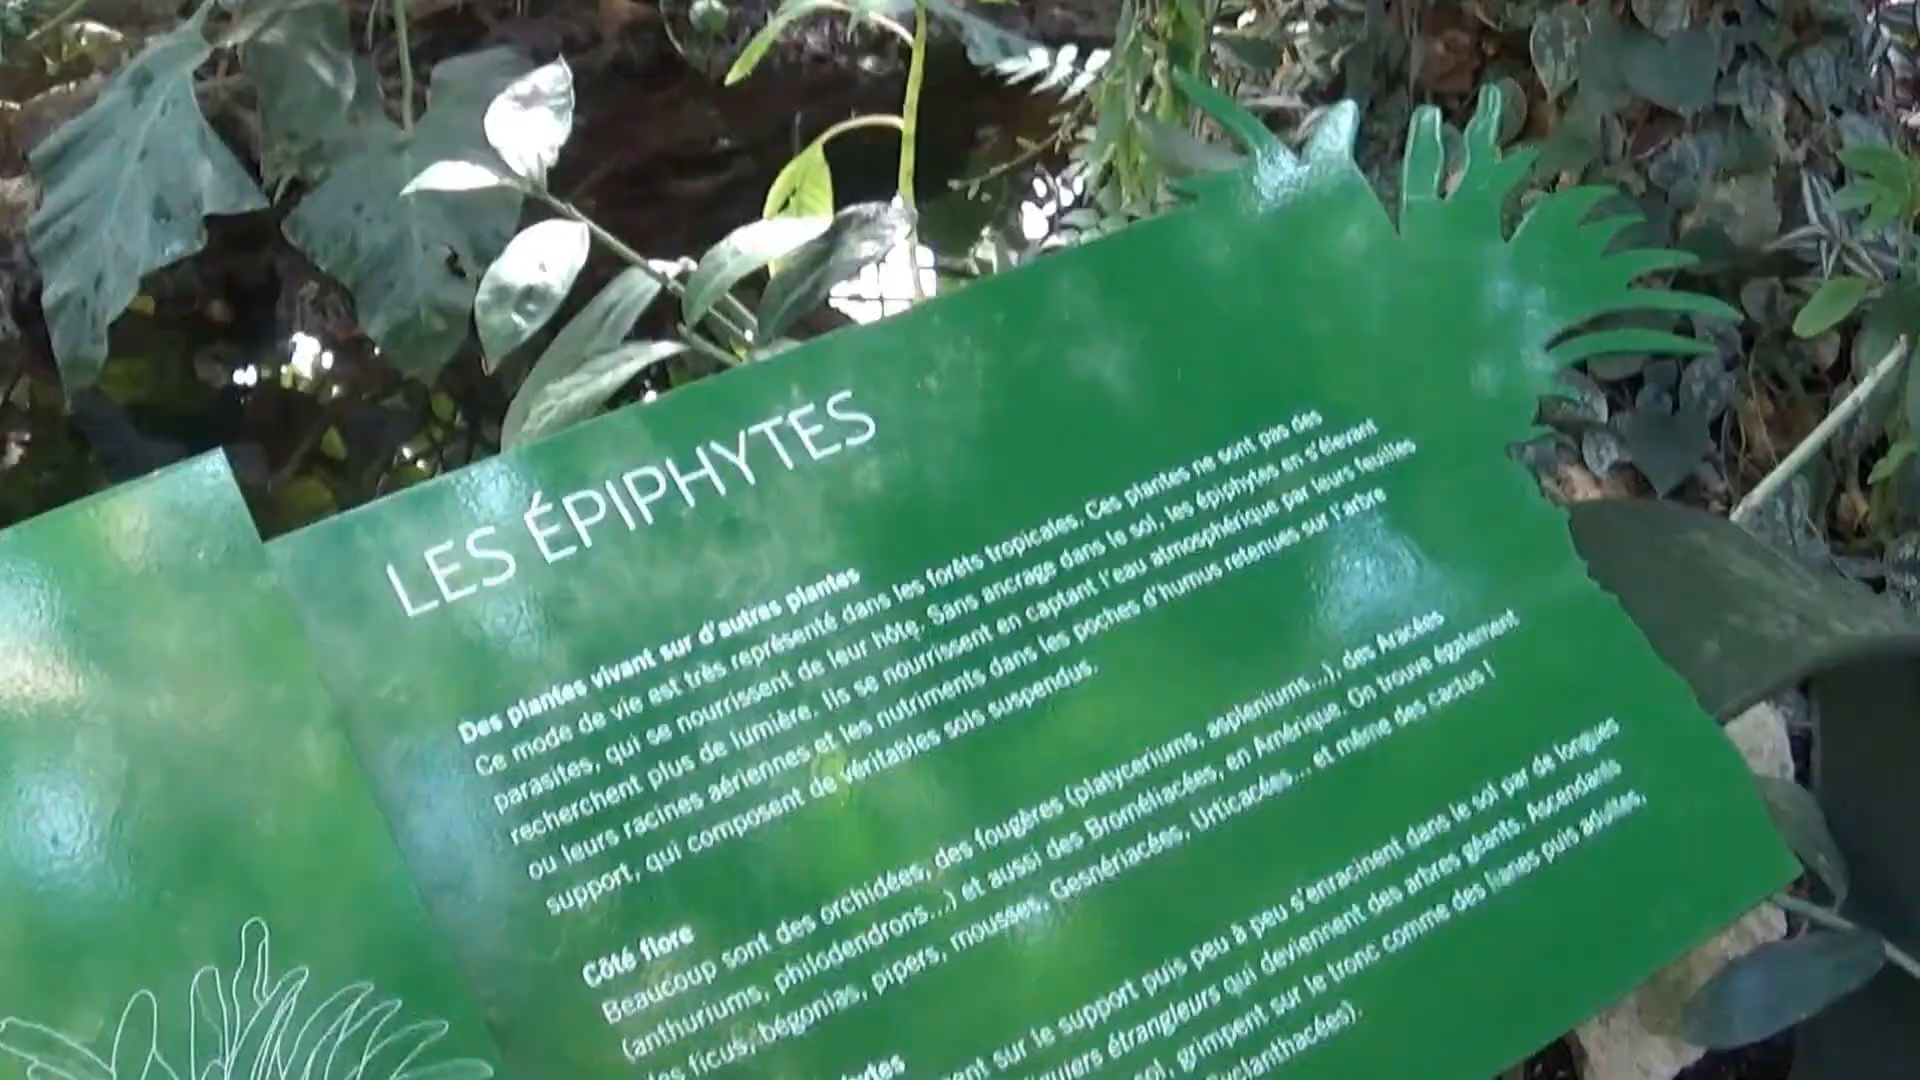 LES ÉPIPHYTES
Des plantes vivant sur d'autres plantes
Ce mode de vie est très représenté dans les forêts tropicales. Ces plantes ne sont pas des
parasites, qui se nourrissent de leur hôte. Sans ancrage dans le sol, les épiphytes en s'élevant
recherchent plus de lumière. Ils se nourrissent en captant l'eau atmosphérique par leurs feuilles
ou leurs racines aériennes et les nutriments dans les poches d'humus retenues sur l'arbre
support, qui composent de véritables sols suspendus.
Côté flore
Beaucoup sont des orchidées, des fougères (platyceriums, aspleniums...), des Aracées
(anthuriums, philodendrons...) et aussi des Broméliacées, en Amérique. On trouve également
des ficus, bégonias, pipers, mousses, Gesnériacées, Urticacées... et même des cactus !
sur le support puis peu à peu s'enracinent dans le sol par de longues
étrangleurs qui deviennent des arbres géants. Ascendants
sol, grimpent sur le tronc comme des lianes puis adultes,